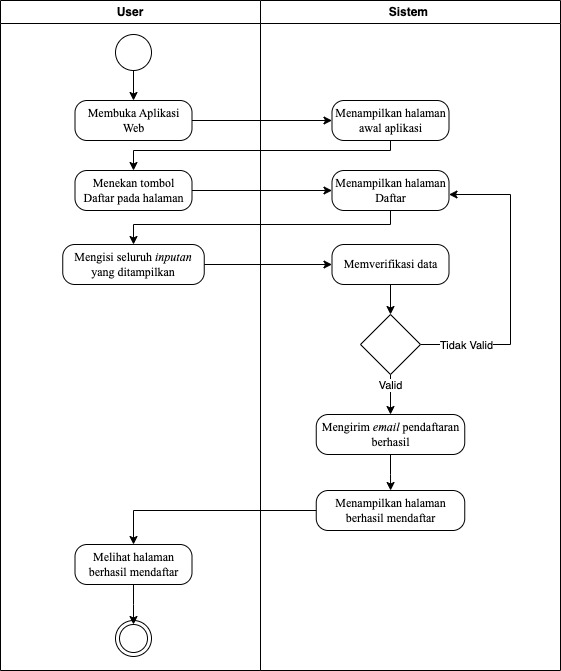 User
Sistem
Membuka Aplikasi
Web
Menampilkan halaman
awal aplikasi
Menekan tombol
Daftar pada halaman
Menampilkan halaman
Daftar
Mengisi seluruh inputan
yang ditampilkan
Memverifikasi data
Tidak Valid
Valid
Mengirim email pendaftaran
berhasil
Menampilkan halaman
berhasil mendaftar
Melihat halaman
berhasil mendaftar